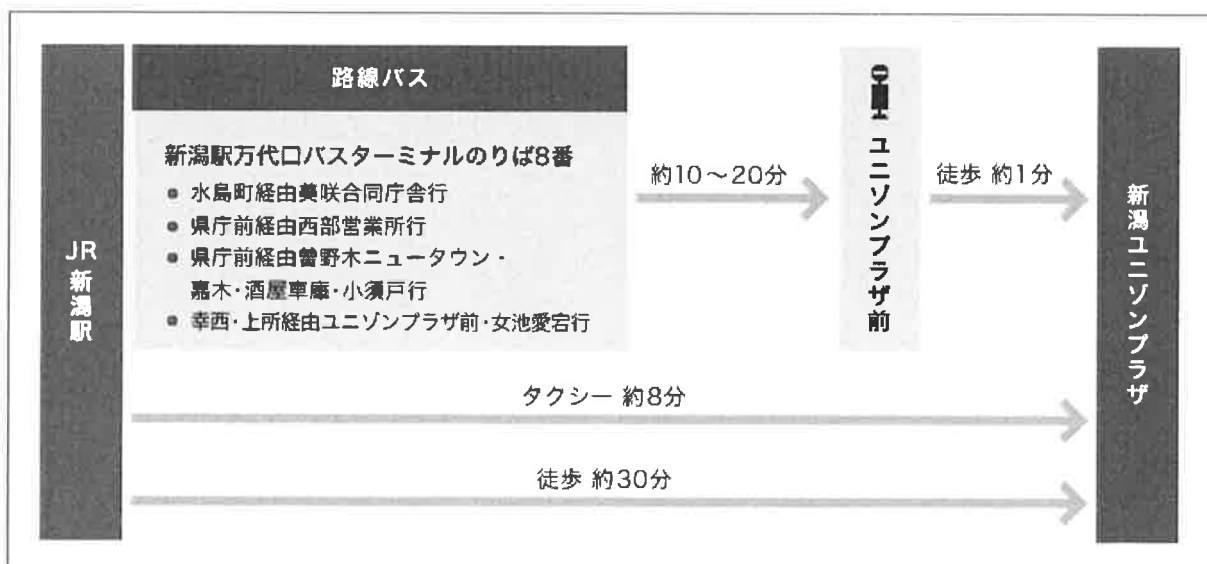 JR新潟駅
路線バス
新潟駅万代口バスターミナルのりば8番
● 水島町経由美咲合同庁舎行
● 県庁前経由西部営業所行
● 県庁前経由曽野木ニュータウン・
嘉木・酒屋車庫・小須戸行
● 幸西・上所経由ユニゾンプラザ前・女池愛宕行
約10～20分
ユニゾンプラザ前
徒歩 約1分
新潟ユニゾンプラザ
タクシー 約8分
徒歩 約30分